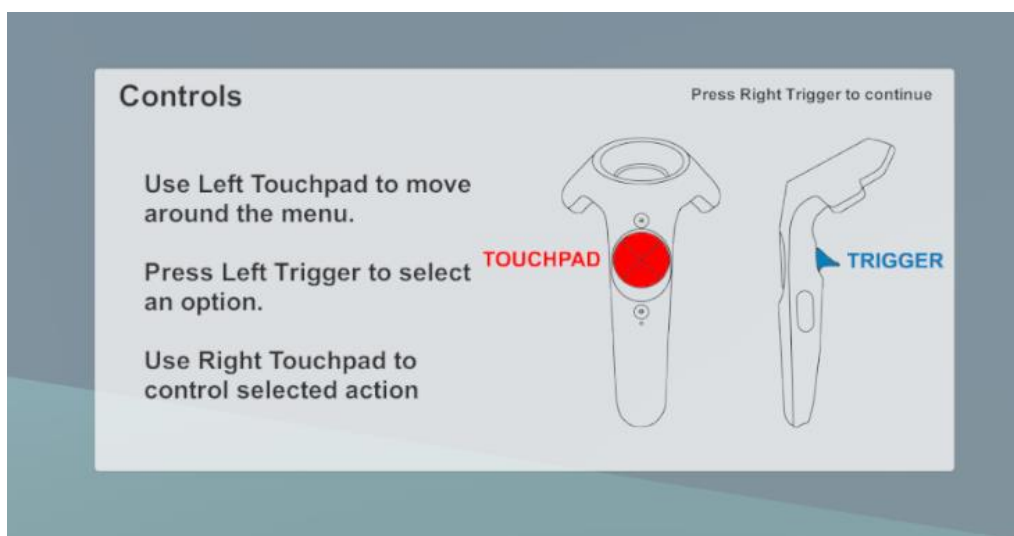 Controls
Press Right Trigger to continue
Use Left Touchpad to move
around the menu.
Press Left Trigger to select
an option.
Use Right Touchpad to
control selected action
TOUCHPAD
TRIGGER